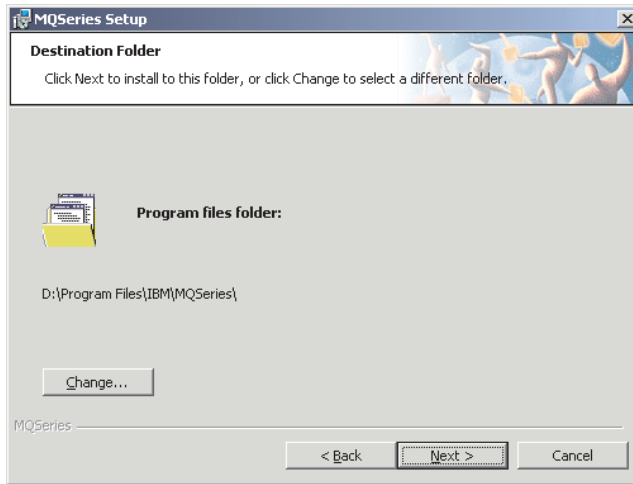 MQSeries Setup
Destination Folder
Click Next to install to this folder, or click Change to select a different folder.
Program files folder:
D:\Program Files\IBM\MQSeries\
Change...
MQSeries
< Back
Next >
Cancel